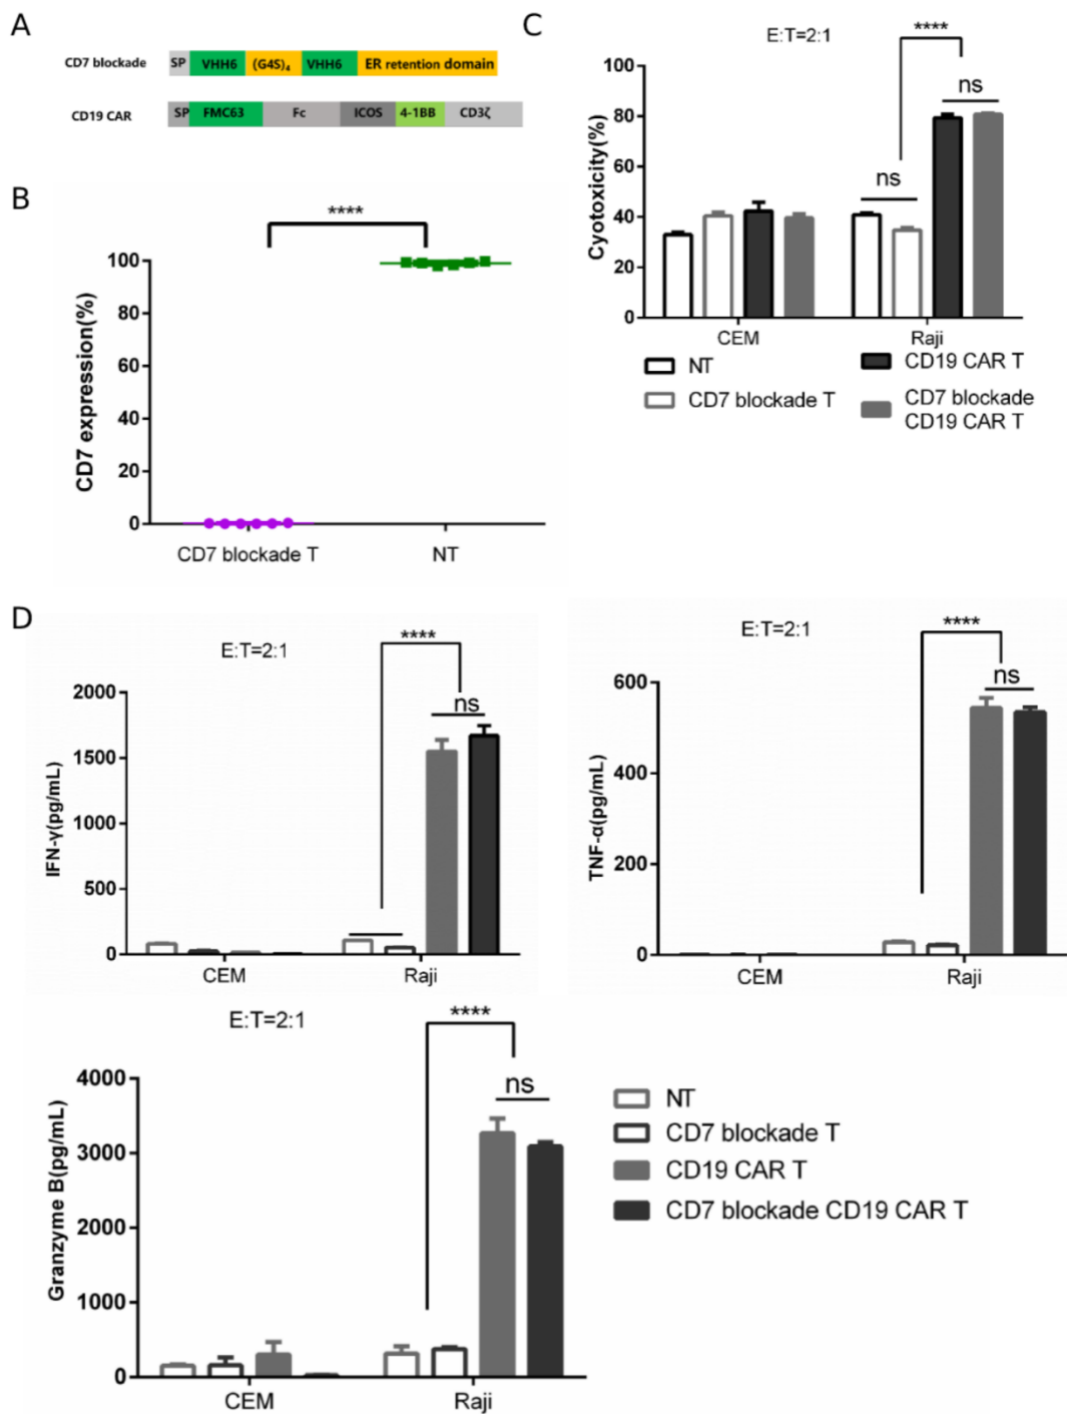 A
CD7 blockade
SP VHH6 (G4S)₄ VHH6 ER retention domain
CD19 CAR
SP FMC63 Fc ICOS 4-1BB CD3ζ
B
****
CD7 expression(%)
100
80
60
40
20
0
CD7 blockade T NT
C
E:T=2:1
****
ns
ns
Cyotoxicity(%)
100
80
60
40
20
0
CEM Raji
NT
CD7 blockade T
CD19 CAR T
CD7 blockade
CD19 CAR T
D
E:T=2:1
****
ns
IFN-γ(pg/mL)
2000
1500
1000
500
0
CEM Raji
E:T=2:1
****
ns
TNF-α(pg/mL)
600
400
200
0
CEM Raji
E:T=2:1
****
ns
Granzyme B(pg/mL)
4000
3000
2000
1000
0
CEM Raji
NT
CD7 blockade T
CD19 CAR T
CD7 blockade CD19 CAR T